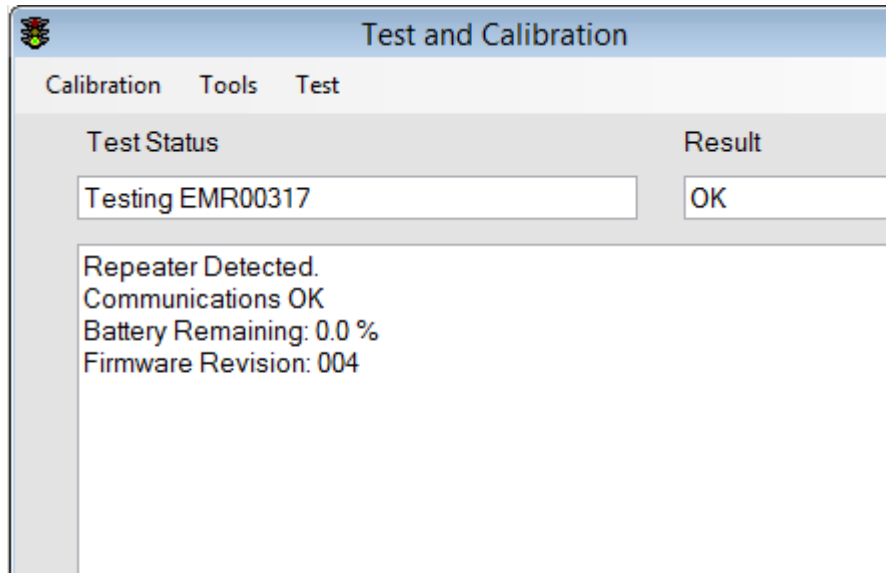 Test and Calibration
Calibration Tools Test
Test Status Result
Testing EMR00317 OK
Repeater Detected.
Communications OK
Battery Remaining: 0.0 %
Firmware Revision: 004